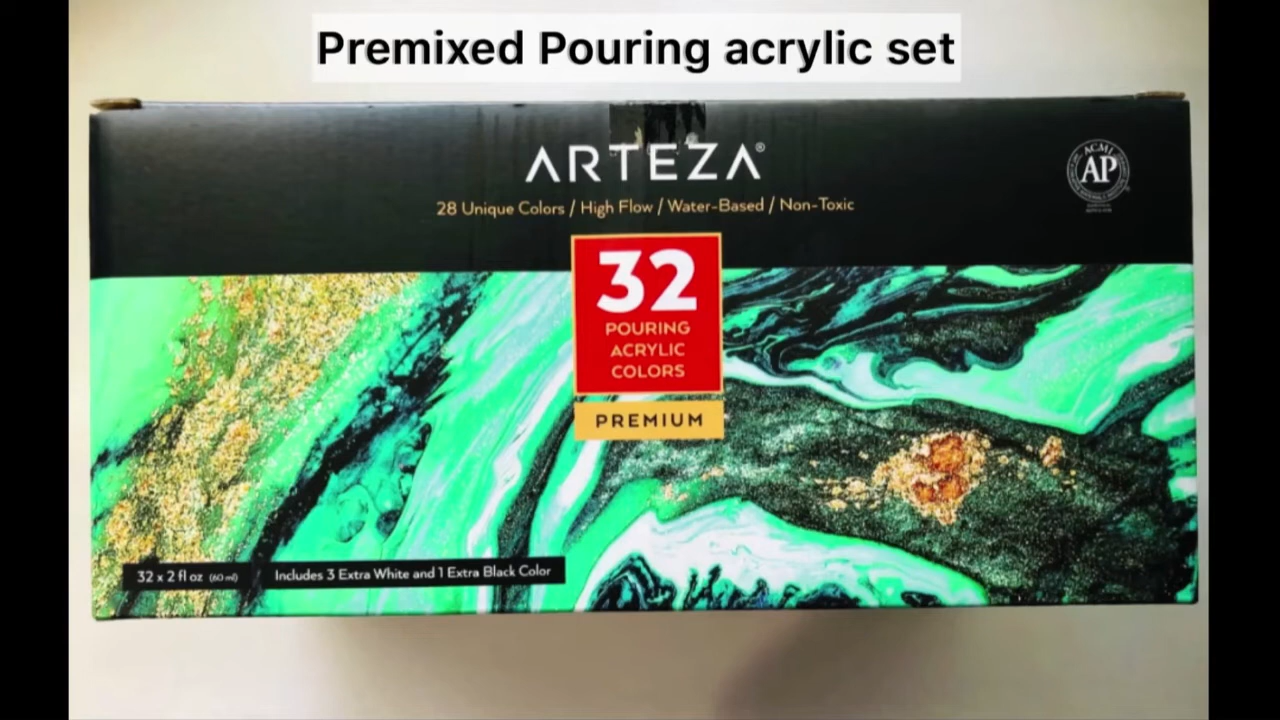 Premixed Pouring acrylic set
ARTEZA®
28 Unique Colors / High Flow / Water-Based / Non-Toxic
ACMI
AP
32
POURING
ACRYLIC
COLORS
PREMIUM
32 x 2 fl oz (60 ml)
Includes 3 Extra White and 1 Extra Black Color